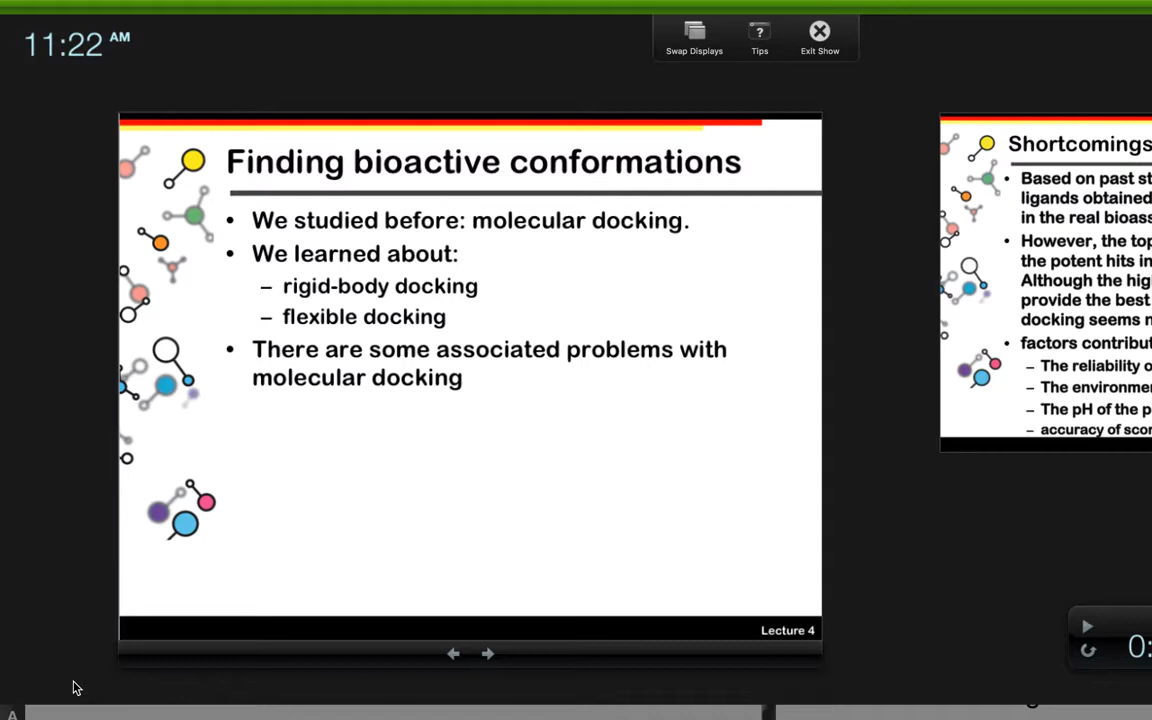 11:22 AM
Swap Displays
Tips
?
Exit Show
Finding bioactive conformations
• We studied before: molecular docking.
• We learned about:
– rigid-body docking
– flexible docking
• There are some associated problems with
molecular docking
Lecture 4
Shortcomings
• Based on past st
ligands obtained
in the real bioass
• However, the top
the potent hits in
Although the hig
provide the best
docking seems n
• factors contribut
– The reliability o
– The environme
– The pH of the p
– accuracy of scor
0:
A